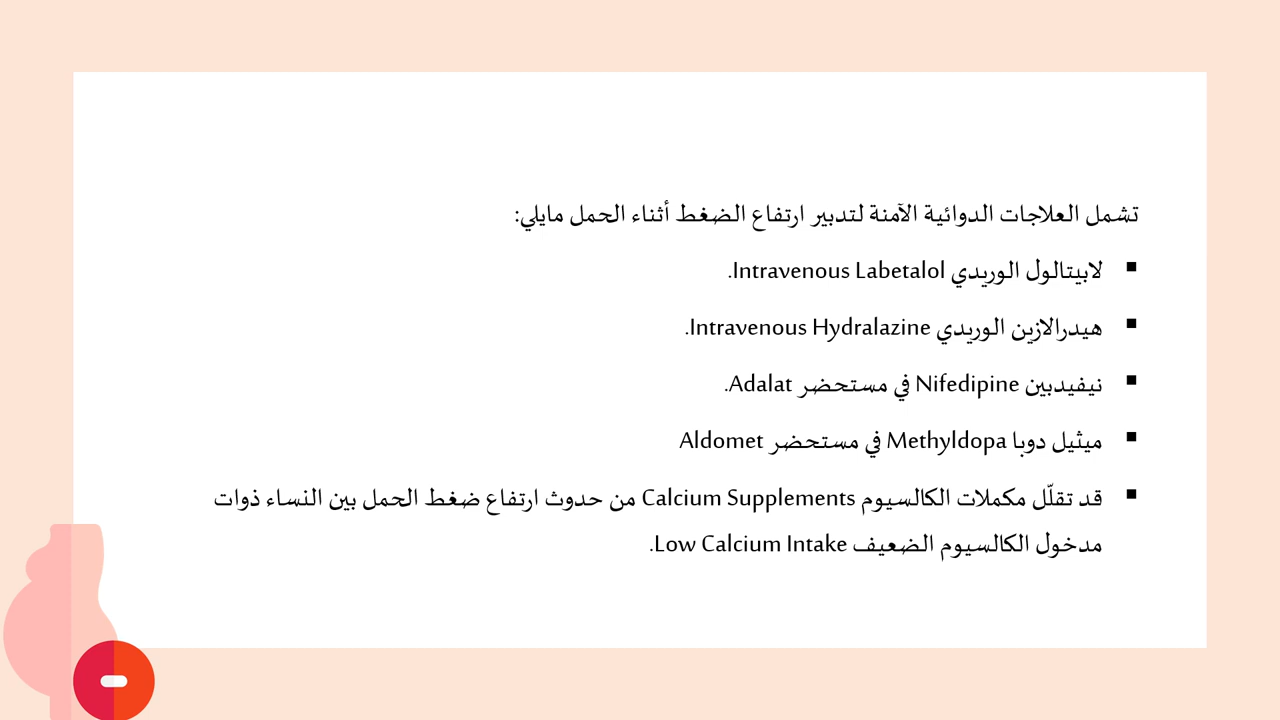 تشمل العلاجات الدوائية الآمنة لتدبير ارتفاع الضغط أثناء الحمل مايلي:
▪ لابيتالول الوريدي Intravenous Labetalol.
▪ هيدرالازين الوريدي Intravenous Hydralazine.
▪ نيفيدبين Nifedipine في مستحضر Adalat.
▪ ميثيل دوبا Methyldopa في مستحضر Aldomet
▪ قد تقلّل مكملات الكالسيوم Calcium Supplements من حدوث ارتفاع ضغط الحمل بين النساء ذوات
مدخول الكالسيوم الضعيف Low Calcium Intake.